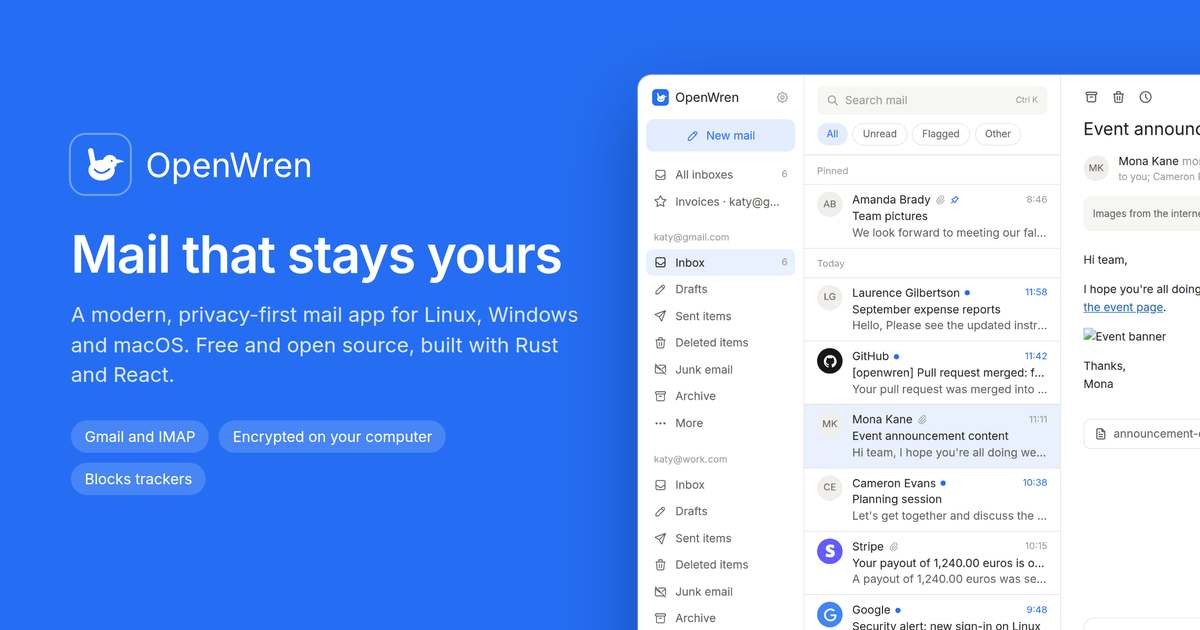 OpenWren
Mail that stays yours
A modern, privacy-first mail app for Linux, Windows
and macOS. Free and open source, built with Rust
and React.
Gmail and IMAP
Encrypted on your computer
Blocks trackers
OpenWren
New mail
All inboxes 6
Invoices · katy@g...
katy@gmail.com
Inbox 6
Drafts
Sent items
Deleted items
Junk email
Archive
More
katy@work.com
Inbox
Drafts
Sent items
Deleted items
Junk email
Archive
Search mail Ctrl K
All Unread Flagged Other
Pinned
AB
Amanda Brady 8:46
Team pictures
We look forward to meeting our fal...
Today
LG
Laurence Gilbertson 11:58
September expense reports
Hello, Please see the updated instr...
GitHub 11:42
[openwren] Pull request merged: f...
Your pull request was merged into ...
MK
Mona Kane 11:11
Event announcement content
Hi team, I hope you're all doing we...
CE
Cameron Evans 10:38
Planning session
Let's get together and discuss the ...
S
Stripe 10:15
Your payout of 1,240.00 euros is o...
A payout of 1,240.00 euros was se...
G
Google 9:48
Security alert: new sign-in on Linux
Event announc
MK
Mona Kane mo
to you; Cameron E
Images from the interne
Hi team,
I hope you're all doing
the event page.
Event banner
Thanks,
Mona
announcement-